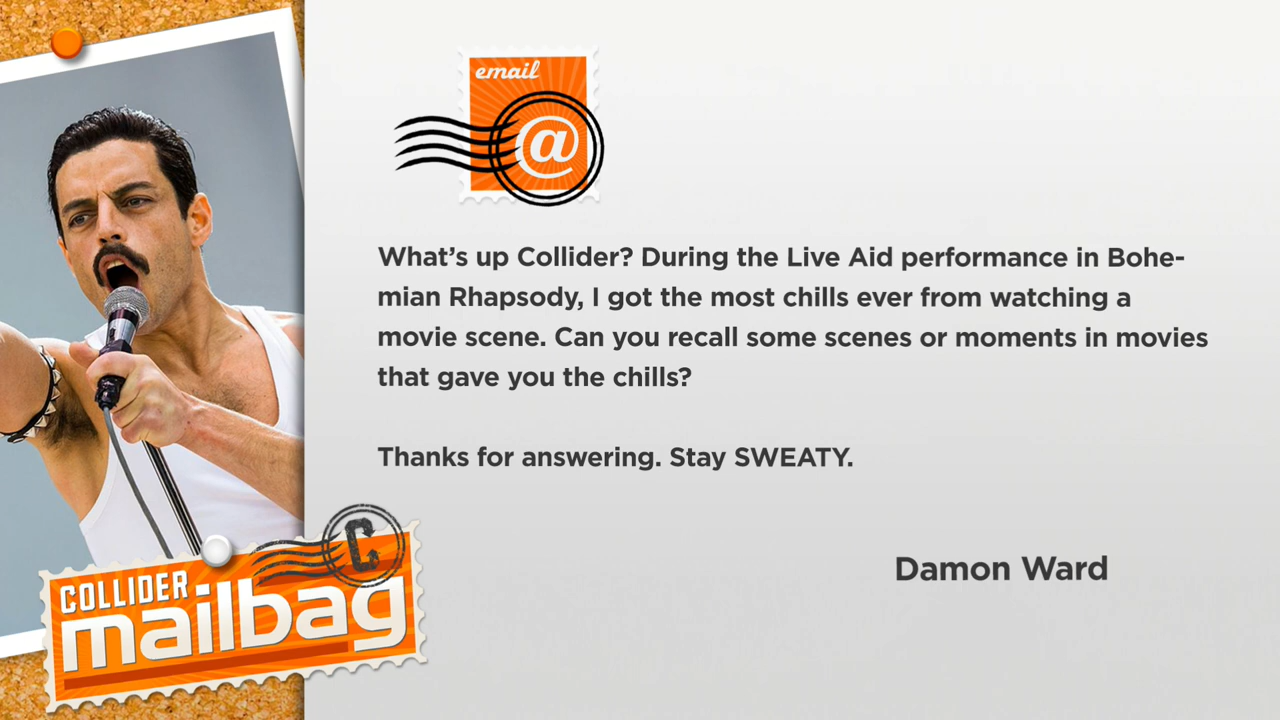 email
@
What's up Collider? During the Live Aid performance in Bohe-
mian Rhapsody, I got the most chills ever from watching a
movie scene. Can you recall some scenes or moments in movies
that gave you the chills?
Thanks for answering. Stay SWEATY.
Damon Ward
C
COLLIDER
mailbag